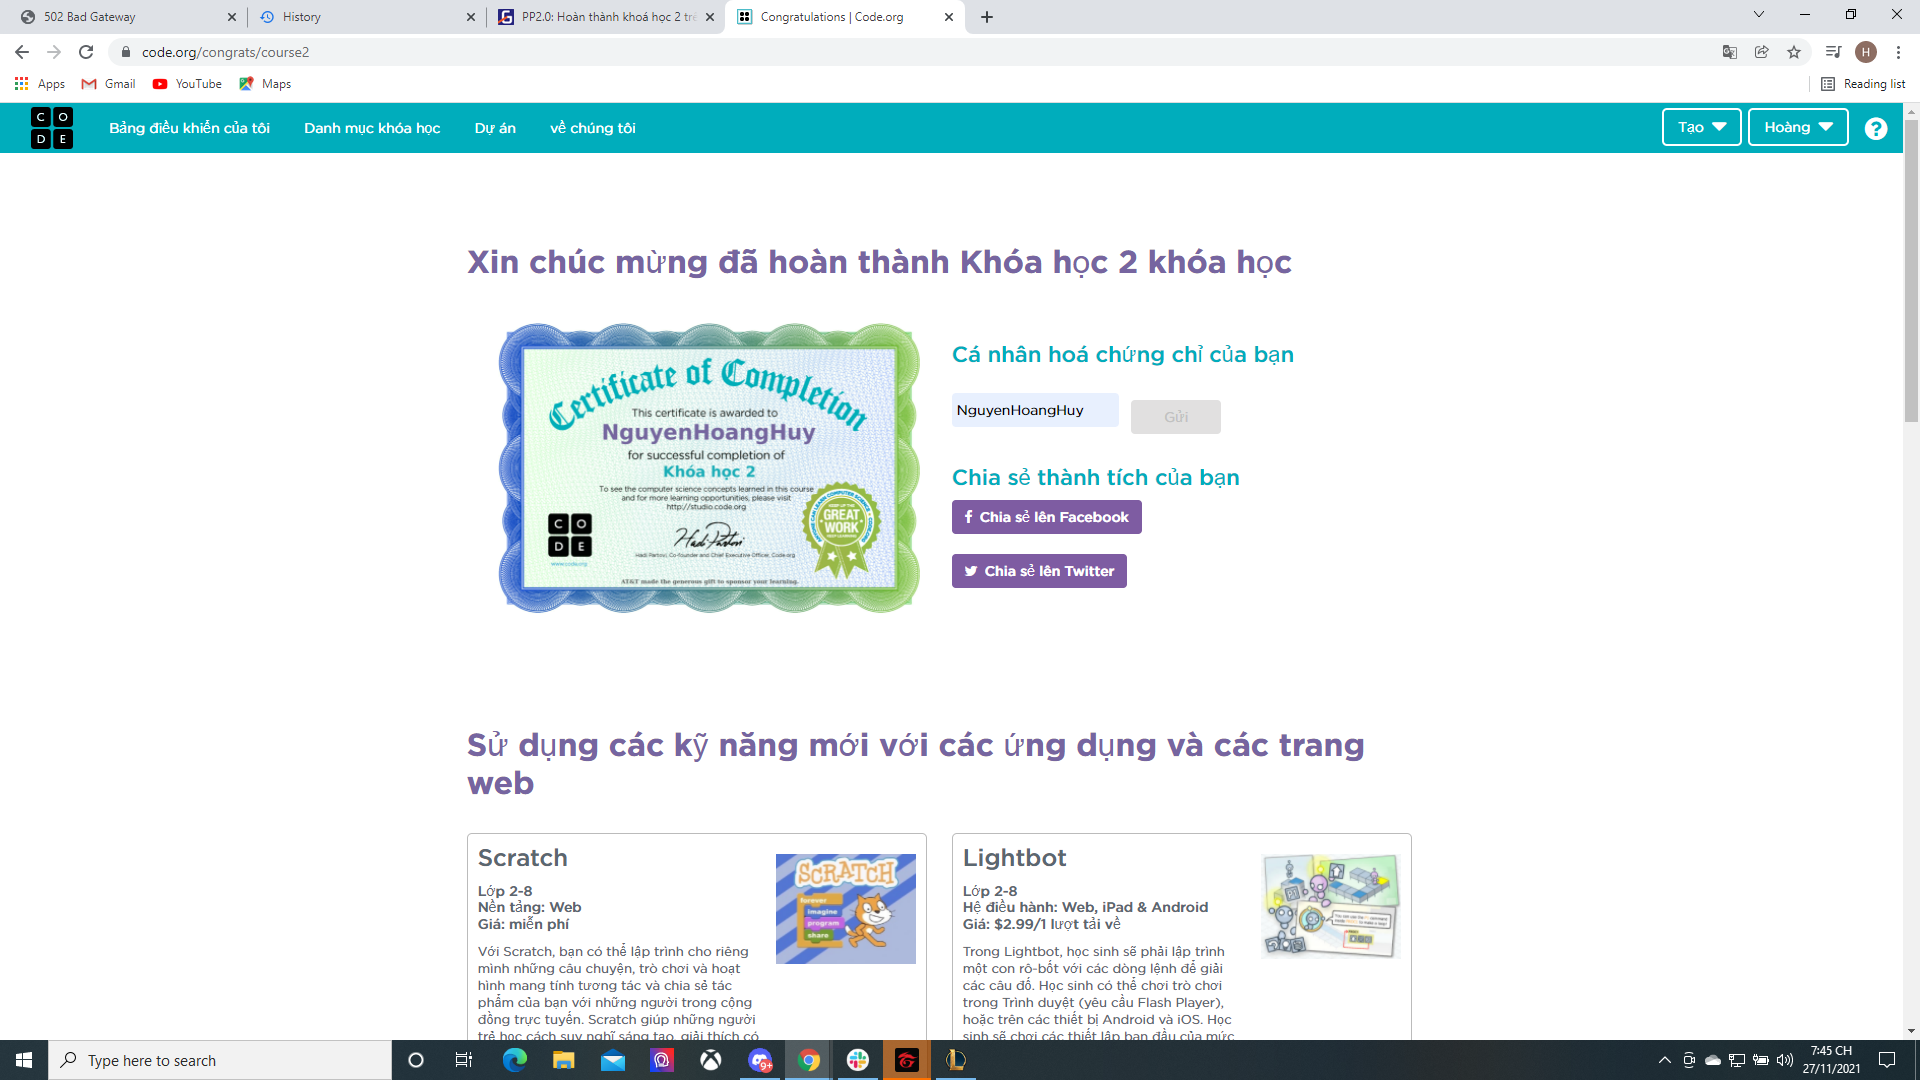 502 Bad Gateway
History
PP2.0: Hoàn thành khoá học 2 trê
Congratulations | Code.org
code.org/congrats/course2
H
Apps
Gmail
YouTube
Maps
Reading list
C O
D E
Bảng điều khiển của tôi
Danh mục khóa học
Dự án
về chúng tôi
Tạo
Hoàng
?
Xin chúc mừng đã hoàn thành Khóa học 2 khóa học
Certificate of Completion
This certificate is awarded to
NguyenHoangHuy
for successful completion of
Khóa học 2
To see the computer science concepts learned in this course
and for more learning opportunities, please visit
http://studio.code.org
C O
D E
www.code.org
Hadi Partovi, Co-founder and Chief Executive Officer, Code.org
GREAT
WORK
AT&T made the generous gift to sponsor your learning.
Cá nhân hoá chứng chỉ của bạn
NguyenHoangHuy
Gửi
Chia sẻ thành tích của bạn
Chia sẻ lên Facebook
Chia sẻ lên Twitter
Sử dụng các kỹ năng mới với các ứng dụng và các trang
web
Scratch
Lớp 2-8
Nền tảng: Web
Giá: miễn phí
Với Scratch, bạn có thể lập trình cho riêng
mình những câu chuyện, trò chơi và hoạt
hình mang tính tương tác và chia sẻ tác
phẩm của bạn với những người trong cộng
đồng trực tuyến. Scratch giúp những người
trẻ học cách suy nghĩ sáng tạo, giải thích có
SCRATCH
forever
imagine
program
share
Lightbot
Lớp 2-8
Hệ điều hành: Web, iPad & Android
Giá: $2.99/1 lượt tải về
Trong Lightbot, học sinh sẽ phải lập trình
một con rô-bốt với các dòng lệnh để giải
các câu đố. Học sinh có thể chơi trò chơi
trong Trình duyệt (yêu cầu Flash Player),
hoặc trên các thiết bị Android và iOS. Học
sinh sẽ chơi các thiết lập ban đầu của mức
Type here to search
9+
7:45 CH
27/11/2021